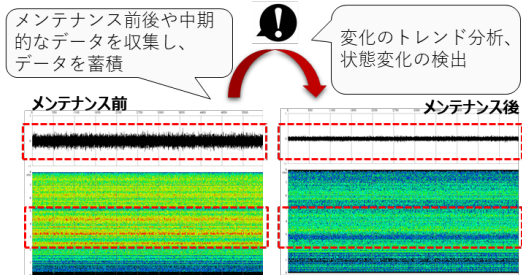 メンテナンス前後や中期
的なデータを収集し、
データを蓄積
変化のトレンド分析、
状態変化の検出
メンテナンス前
メンテナンス後